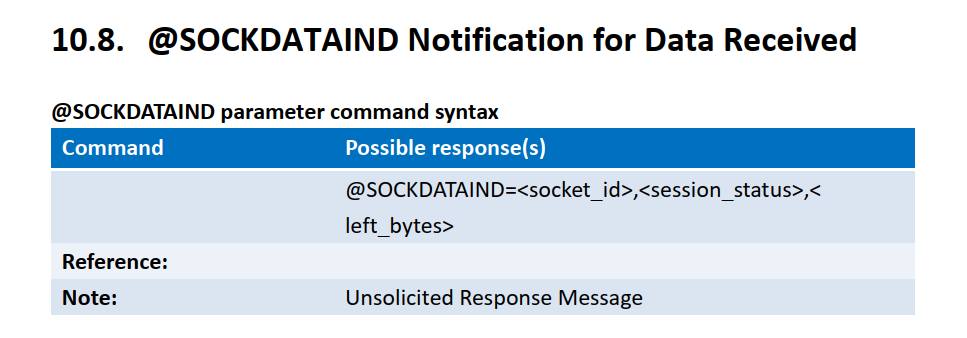 10.8. @SOCKDATAIND Notification for Data Received
@SOCKDATAIND parameter command syntax
Command Possible response(s)
@SOCKDATAIND=<socket_id>,<session_status>,<
left_bytes>
Reference:
Note: Unsolicited Response Message